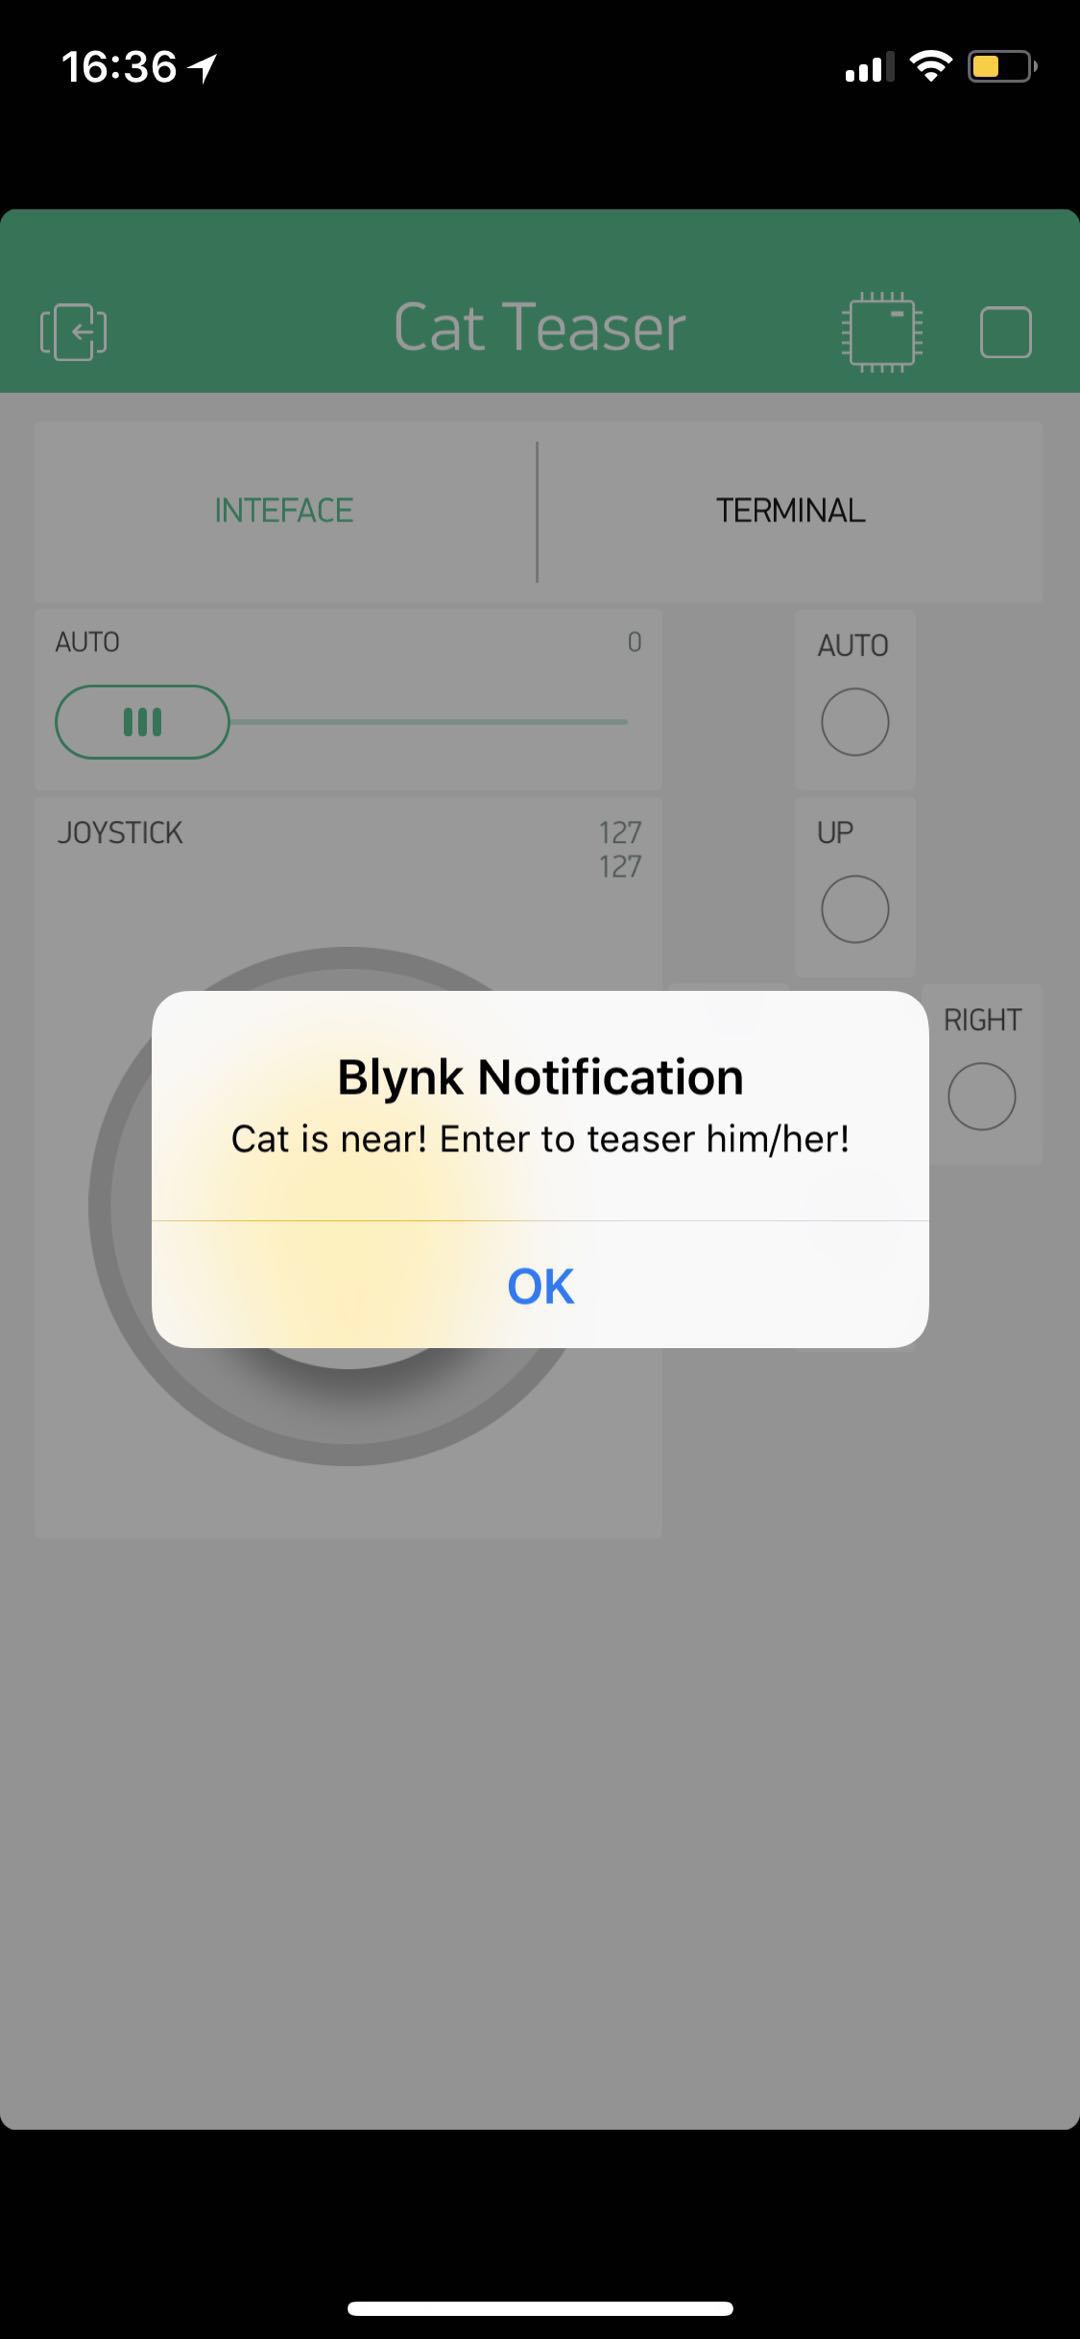 16:36
Cat Teaser
INTEFACE
TERMINAL
AUTO
0
AUTO
JOYSTICK
127
127
UP
RIGHT
Blynk Notification
Cat is near! Enter to teaser him/her!
OK